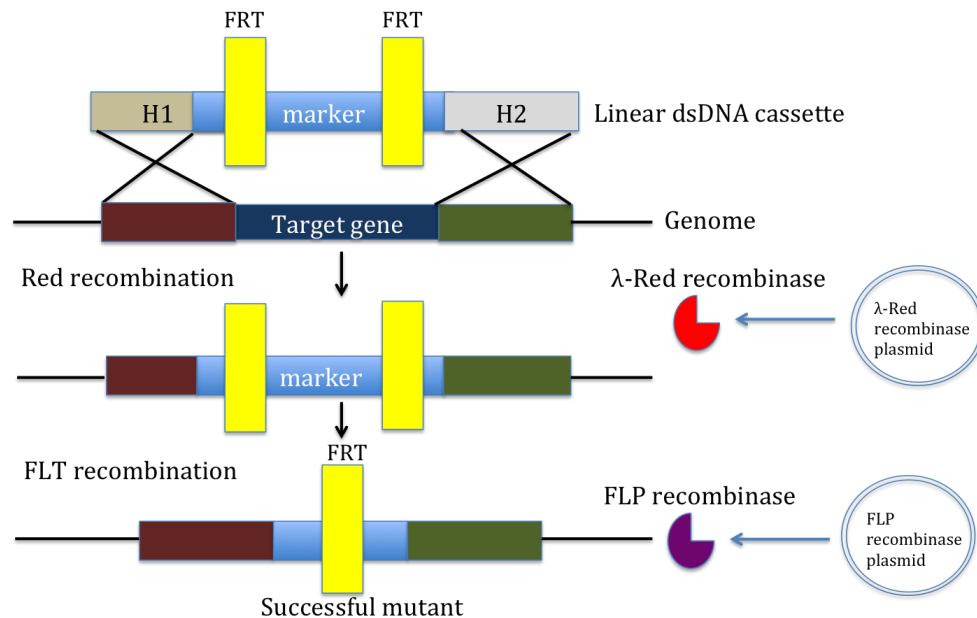 FRT FRT
H1 marker H2 Linear dsDNA cassette
Target gene Genome
Red recombination
λ-Red recombinase
λ-Red
recombinase
plasmid
marker
FRT
FLT recombination
FLP recombinase
FLP
recombinase
plasmid
Successful mutant